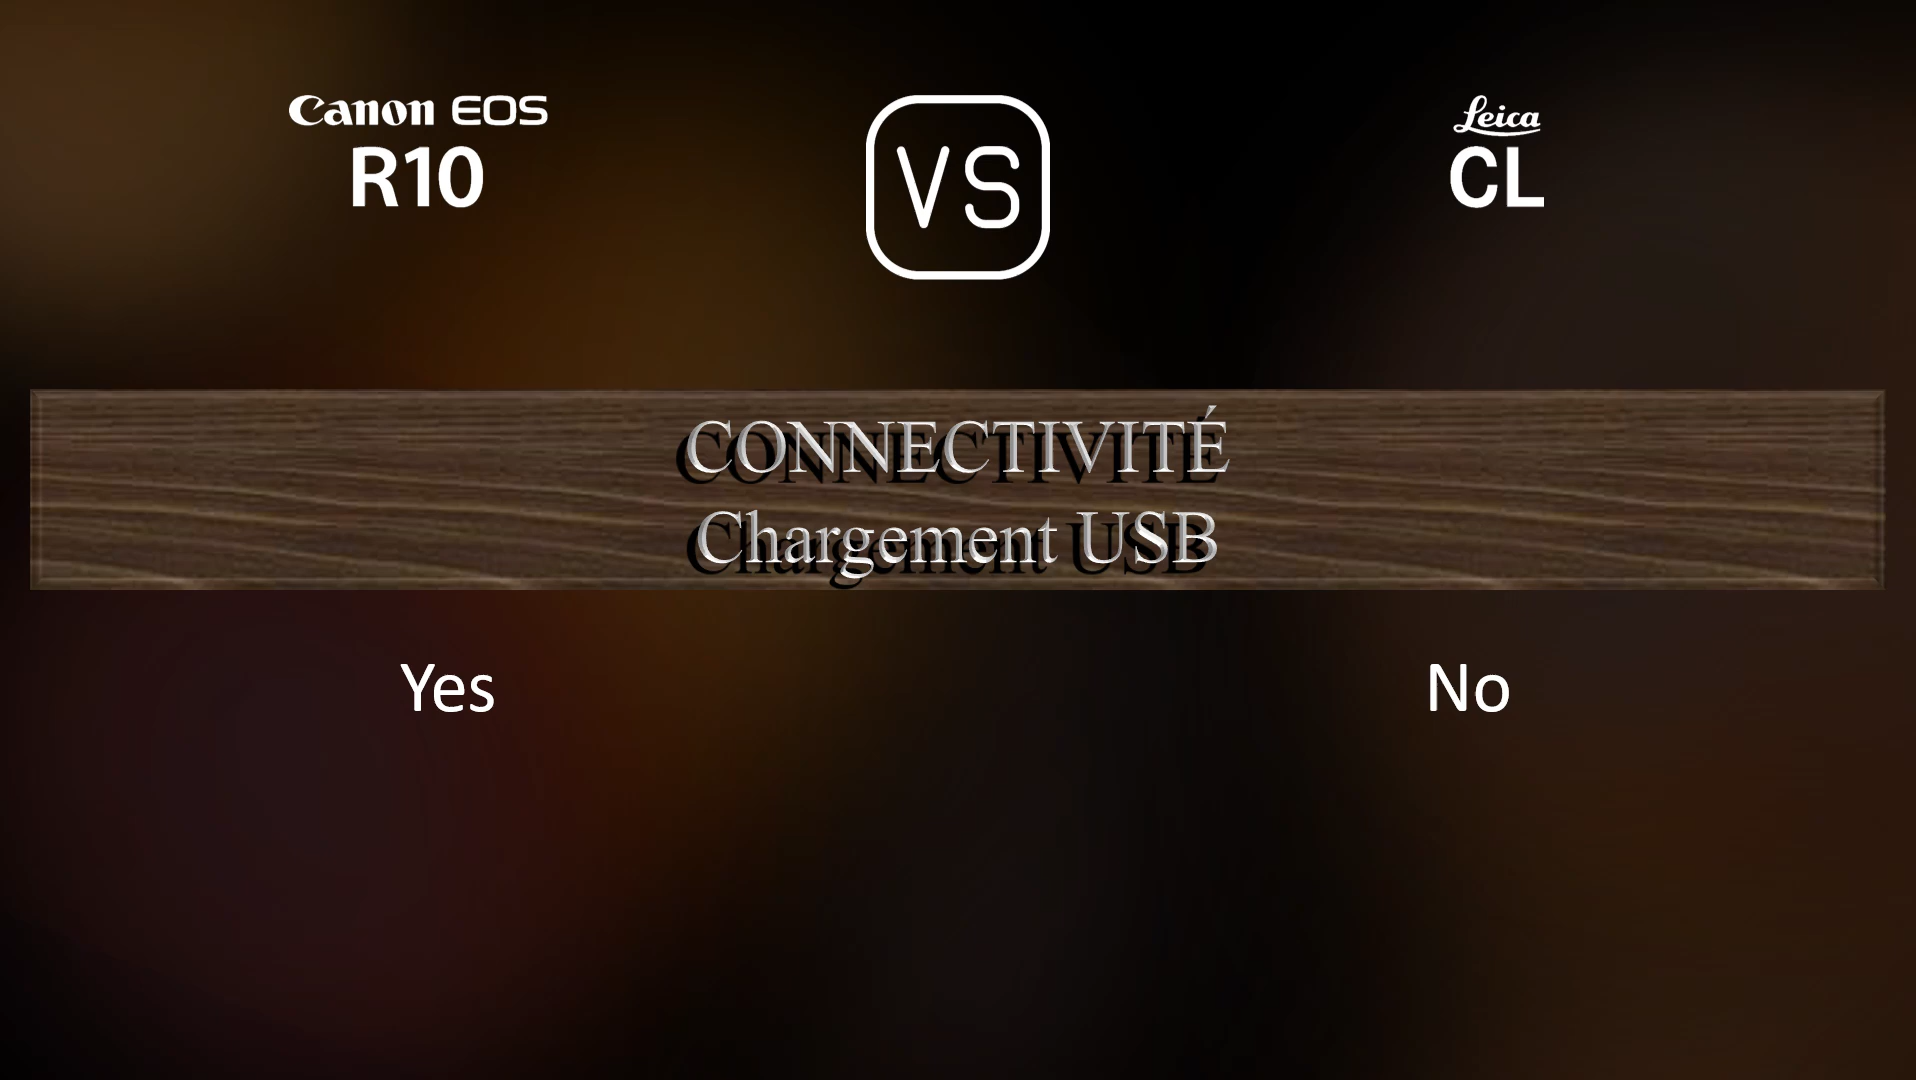 Canon EOS
R10
VS
Leica
CL
CONNECTIVITÉ
Chargement USB
Yes
No